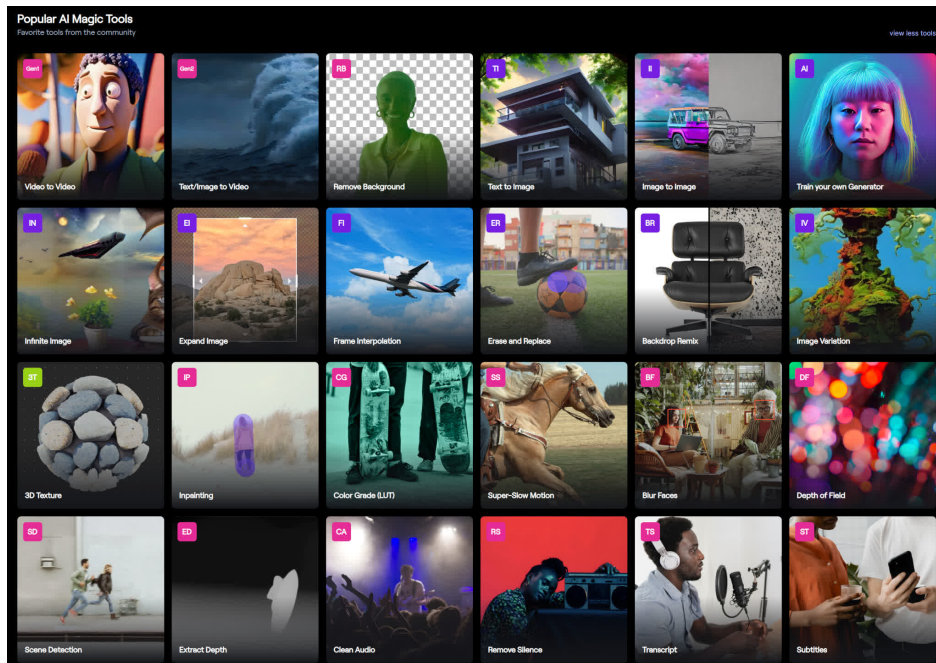 Popular AI Magic Tools
Favorite tools from the community
view less tools
Gen1
Gen2
RB
TI
II
AI
Video to Video
Text/Image to Video
Remove Background
Text to Image
Image to Image
Train your own Generator
IN
EI
FI
ER
BR
IV
Infinite Image
Expand Image
Frame Interpolation
Erase and Replace
Backdrop Remix
Image Variation
3T
IP
CG
SS
BF
DF
3D Texture
Inpainting
Color Grade (LUT)
Super-Slow Motion
Blur Faces
Depth of Field
SD
ED
CA
RS
TS
ST
Scene Detection
Extract Depth
Clean Audio
Remove Silence
Transcript
Subtitles